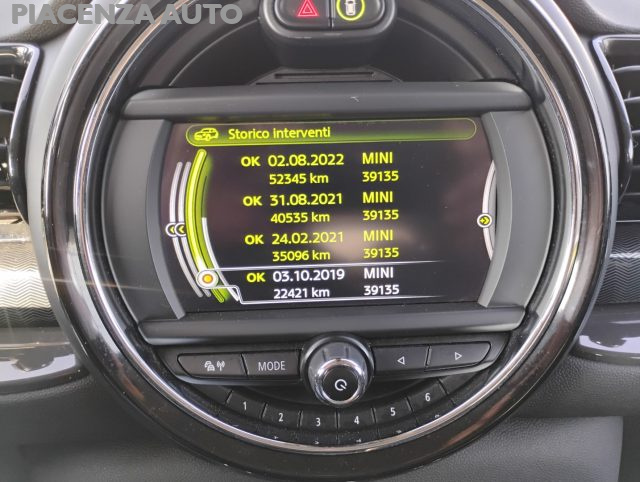 PIACENZA AUTO
Storico interventi
OK 02.08.2022 MINI
52345 km 39135
OK 31.08.2021 MINI
40535 km 39135
OK 24.02.2021 MINI
35096 km 39135
OK 03.10.2019 MINI
22421 km 39135
MODE
1 2 3 4 5 6